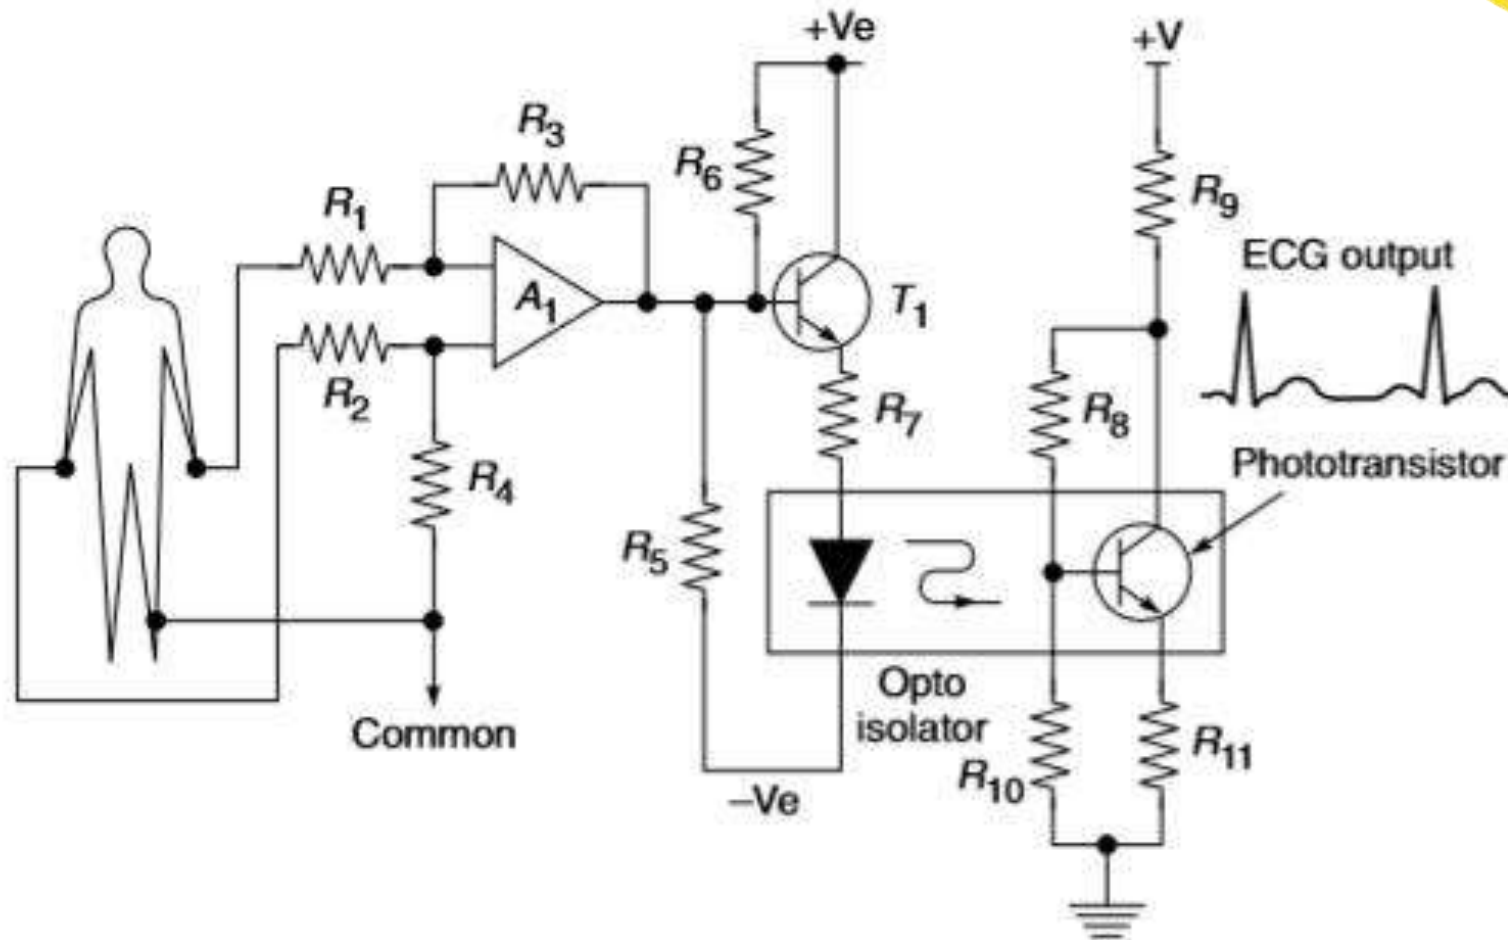 +Ve
+V
R3
R6
R1
R9
ECG output
A1
T1
R2
R8
R7
Phototransistor
R4
R5
Opto
isolator
Common
R10
R11
–Ve